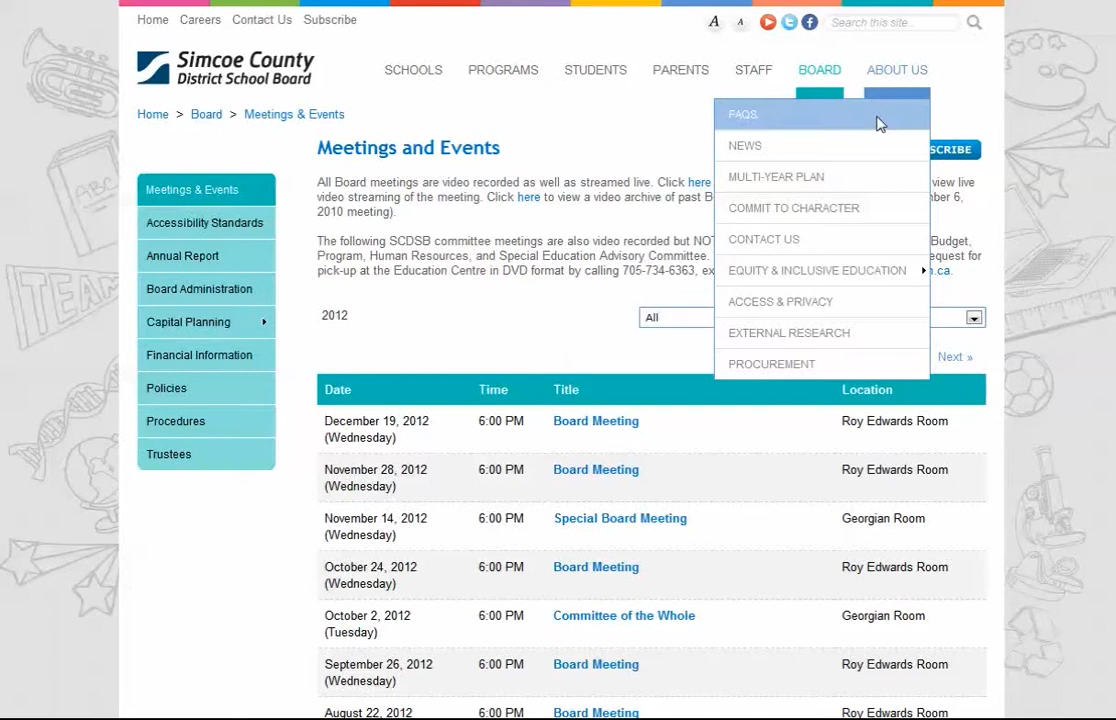 Home Careers Contact Us Subscribe
A A Search this site...
Simcoe County
District School Board
SCHOOLS PROGRAMS STUDENTS PARENTS STAFF BOARD ABOUT US
Home > Board > Meetings & Events
FAQS
NEWS
MULTI-YEAR PLAN
COMMIT TO CHARACTER
CONTACT US
EQUITY & INCLUSIVE EDUCATION
ACCESS & PRIVACY
EXTERNAL RESEARCH
PROCUREMENT
Meetings & Events
Accessibility Standards
Annual Report
Board Administration
Capital Planning
Financial Information
Policies
Procedures
Trustees
Meetings and Events
SCRIBE
All Board meetings are video recorded as well as streamed live. Click here view live
video streaming of the meeting. Click here to view a video archive of past B 6,
2010 meeting).
The following SCDSB committee meetings are also video recorded but NOT Budget,
Program, Human Resources, and Special Education Advisory Committee. equest for
pick-up at the Education Centre in DVD format by calling 705-734-6363, ex n.ca.
2012 All
Next »
Date Time Title Location
December 19, 2012 6:00 PM Board Meeting Roy Edwards Room
(Wednesday)
November 28, 2012 6:00 PM Board Meeting Roy Edwards Room
(Wednesday)
November 14, 2012 6:00 PM Special Board Meeting Georgian Room
(Wednesday)
October 24, 2012 6:00 PM Board Meeting Roy Edwards Room
(Wednesday)
October 2, 2012 6:00 PM Committee of the Whole Georgian Room
(Tuesday)
September 26, 2012 6:00 PM Board Meeting Roy Edwards Room
(Wednesday)
August 22, 2012 6:00 PM Board Meeting Roy Edwards Room
TEAM
ABC